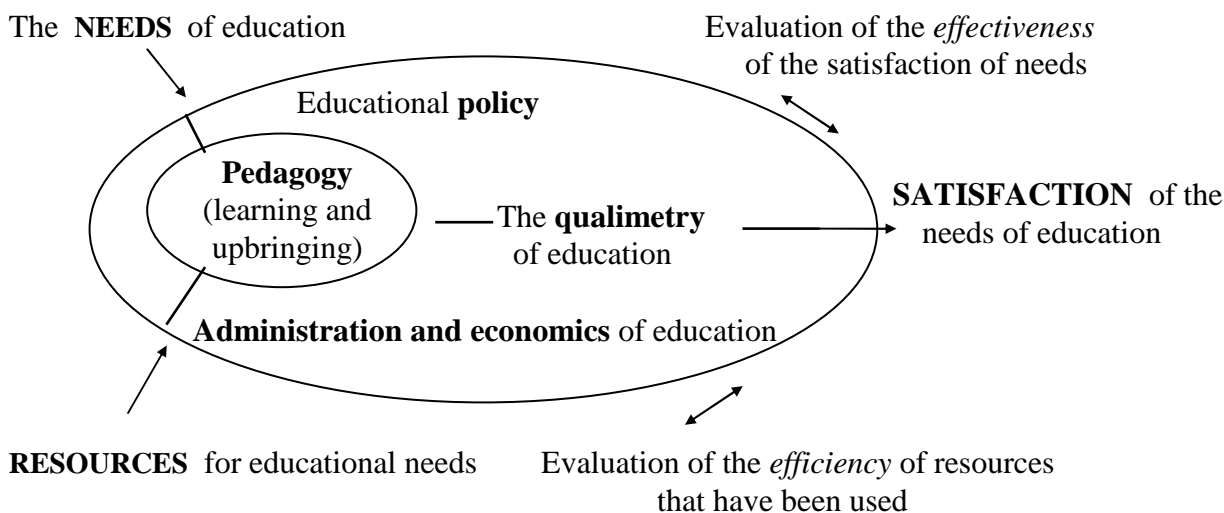 The NEEDS of education
Evaluation of the effectiveness
of the satisfaction of needs
Educational policy
Pedagogy
(learning and
upbringing)
The qualimetry
of education
SATISFACTION of the
needs of education
Administration and economics of education
RESOURCES for educational needs
Evaluation of the efficiency of resources
that have been used